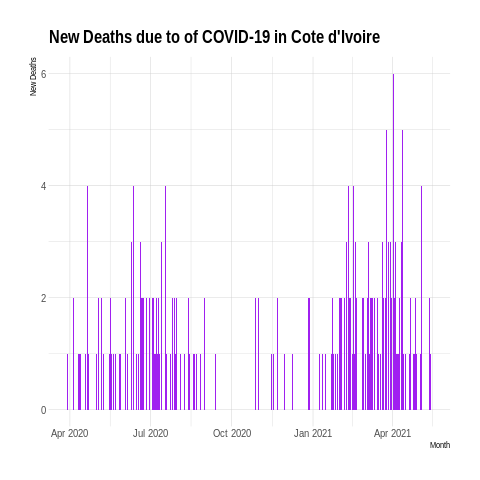 New Deaths due to of COVID-19 in Cote d'Ivoire
New Deaths
6
4
2
0
Apr 2020 Jul 2020 Oct 2020 Jan 2021 Apr 2021
Month